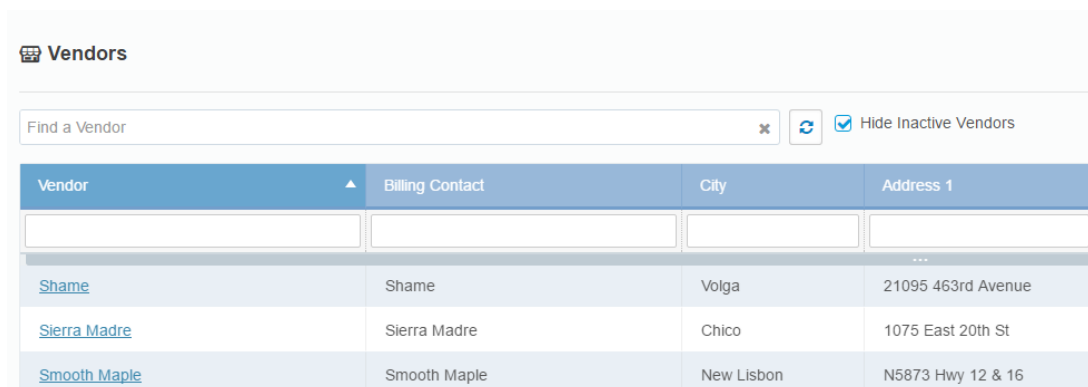 Vendors
Find a Vendor
Hide Inactive Vendors
Vendor Billing Contact City Address 1
Shame Shame Volga 21095 463rd Avenue
Sierra Madre Sierra Madre Chico 1075 East 20th St
Smooth Maple Smooth Maple New Lisbon N5873 Hwy 12 & 16